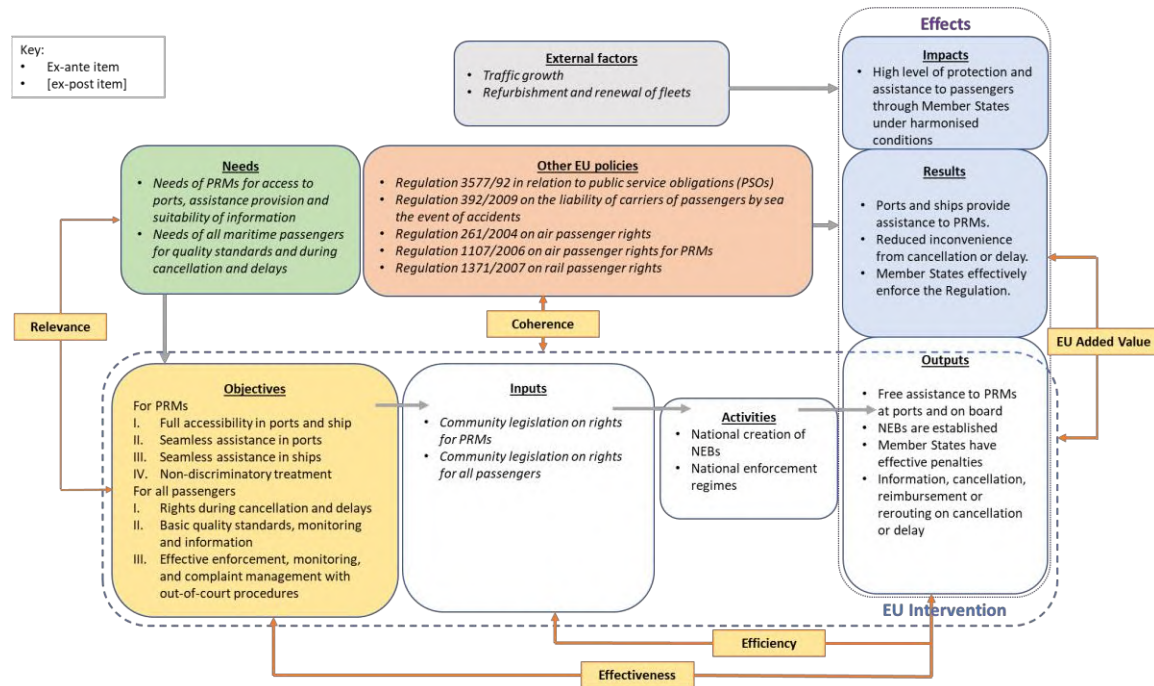 Key:
• Ex-ante item
• [ex-post item]
Effects
External factors
• Traffic growth
• Refurbishment and renewal of fleets
Impacts
• High level of protection and
assistance to passengers
through Member States
under harmonised
conditions
Needs
• Needs of PRMs for access to
ports, assistance provision and
suitability of information
• Needs of all maritime passengers
for quality standards and during
cancellation and delays
Other EU policies
• Regulation 3577/92 in relation to public service obligations (PSOs)
• Regulation 392/2009 on the liability of carriers of passengers by sea
the event of accidents
• Regulation 261/2004 on air passenger rights
• Regulation 1107/2006 on air passenger rights for PRMs
• Regulation 1371/2007 on rail passenger rights
Results
• Ports and ships provide
assistance to PRMs.
• Reduced inconvenience
from cancellation or delay.
• Member States effectively
enforce the Regulation.
Relevance
Coherence
EU Added Value
Objectives
For PRMs
I. Full accessibility in ports and ship
II. Seamless assistance in ports
III. Seamless assistance in ships
IV. Non-discriminatory treatment
For all passengers
I. Rights during cancellation and delays
II. Basic quality standards, monitoring
and information
III. Effective enforcement, monitoring,
and complaint management with
out-of-court procedures
Inputs
• Community legislation on rights
for PRMs
• Community legislation on rights
for all passengers
Activities
• National creation of
NEBs
• National enforcement
regimes
Outputs
• Free assistance to PRMs
at ports and on board
• NEBs are established
• Member States have
effective penalties
• Information, cancellation,
reimbursement or
rerouting on cancellation
or delay
EU Intervention
Efficiency
Effectiveness